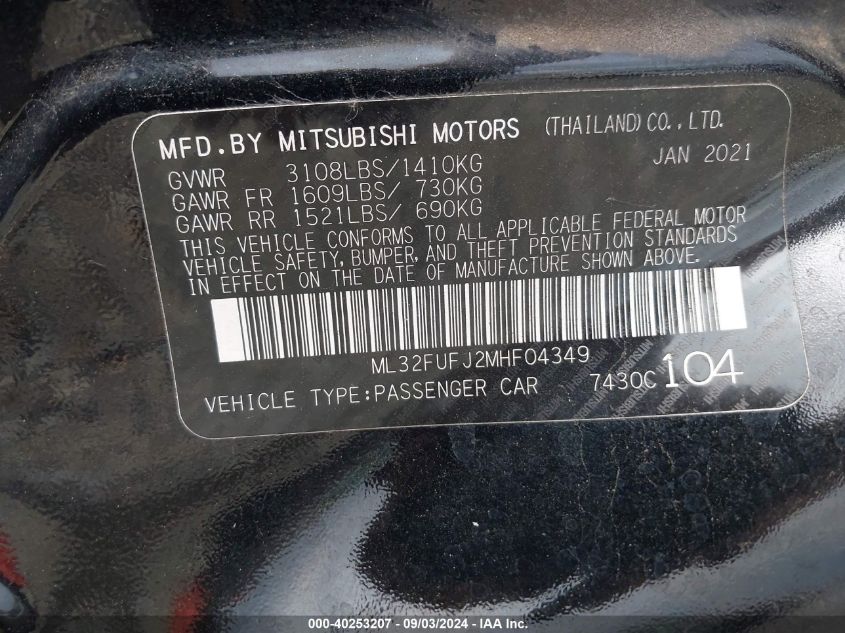 MFD.BY MITSUBISHI MOTORS (THAILAND)CO.,LTD.
GVWR 3108LBS/1410KG JAN 2021
GAWR FR 1609LBS/ 730KG
GAWR RR 1521LBS/ 690KG
THIS VEHICLE CONFORMS TO ALL APPLICABLE FEDERAL MOTOR
VEHICLE SAFETY, BUMPER, AND THEFT PREVENTION STANDARDS
IN EFFECT ON THE DATE OF MANUFACTURE SHOWN ABOVE.
ML32FUFJ2MHF04349
VEHICLE TYPE:PASSENGER CAR 7430C 104
000-40253207 - 09/03/2024 - IAA Inc.